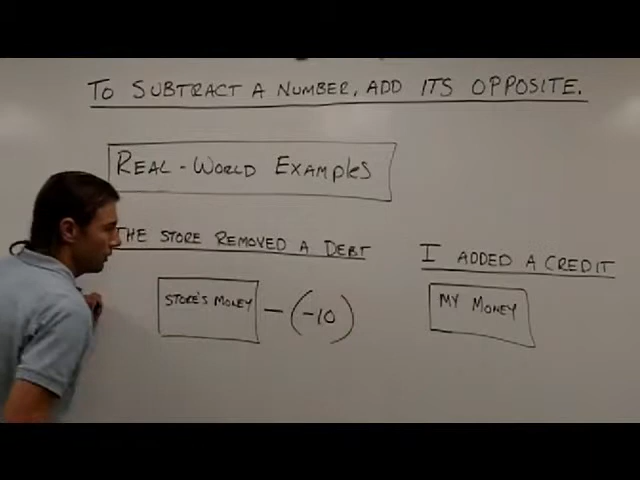 TO SUBTRACT A NUMBER, ADD ITS OPPOSITE.
REAL-WORLD EXAMPLES
THE STORE REMOVED A DEBT
STORE'S MONEY - (-10)
I ADDED A CREDIT
MY MONEY